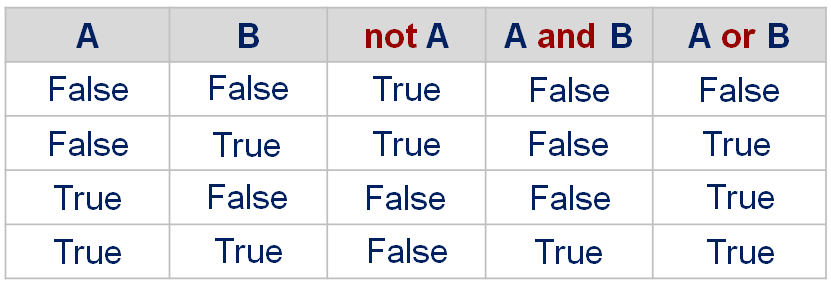 A B not A A and B A or B
False False True False False
False True True False True
True False False False True
True True False True True